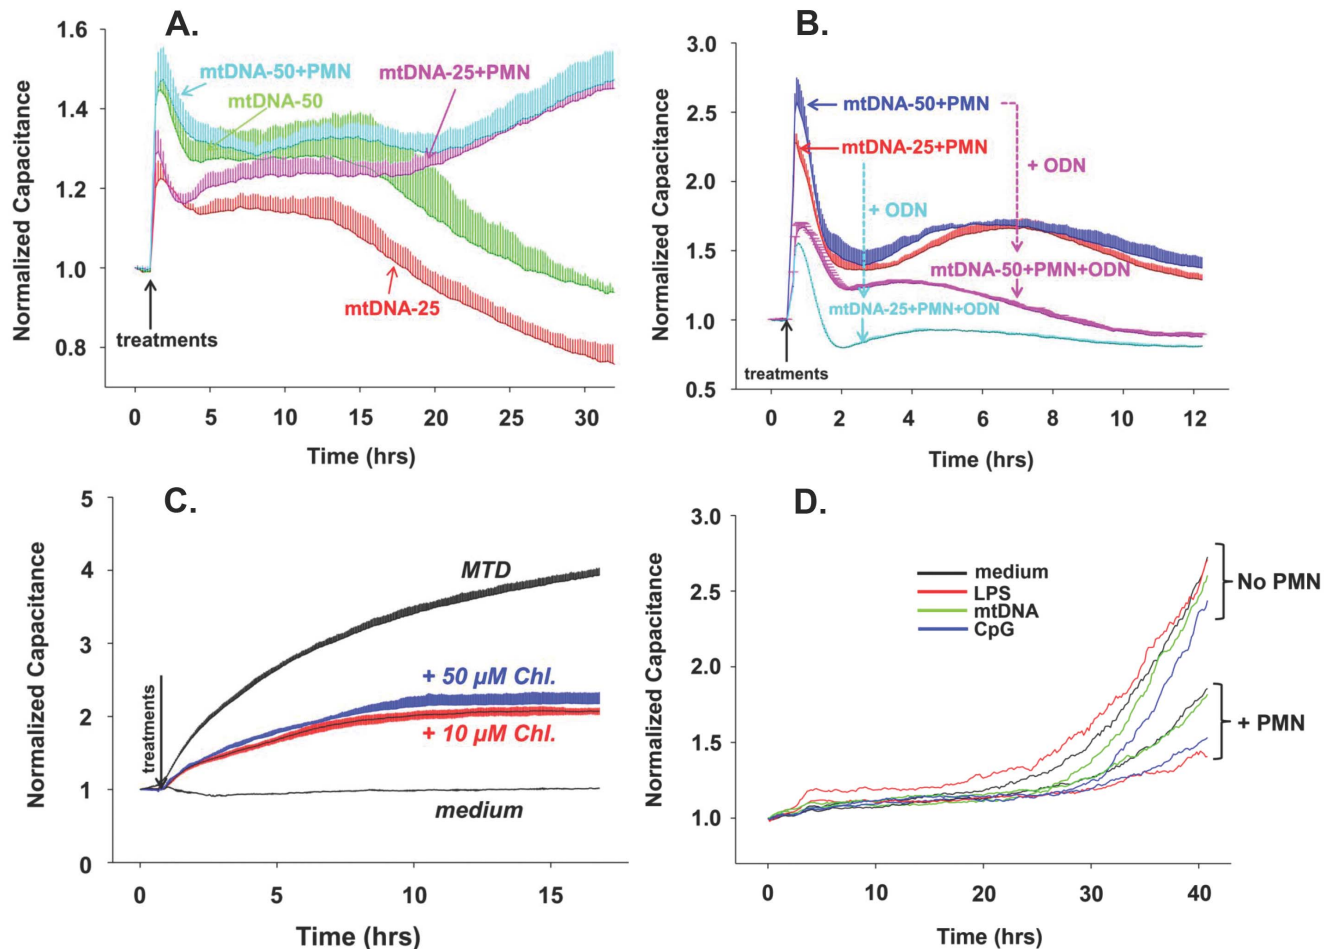 A.
1.6
1.4
1.2
1.0
0.8
Normalized Capacitance
mtDNA-50+PMN
mtDNA-50
mtDNA-25+PMN
mtDNA-25
treatments
0 5 10 15 20 25 30
Time (hrs)
B.
3.0
2.5
2.0
1.5
1.0
0.5
Normalized Capacitance
mtDNA-50+PMN
mtDNA-25+PMN
+ ODN
+ ODN
mtDNA-50+PMN+ODN
mtDNA-25+PMN+ODN
treatments
0 2 4 6 8 10 12
Time (hrs)
C.
5
4
3
2
1
0
Normalized Capacitance
treatments
MTD
+ 50 µM Chl.
+ 10 µM Chl.
medium
0 5 10 15
Time (hrs)
D.
3.0
2.5
2.0
1.5
1.0
Normalized Capacitance
medium
LPS
mtDNA
CpG
No PMN
+ PMN
0 10 20 30 40
Time (hrs)